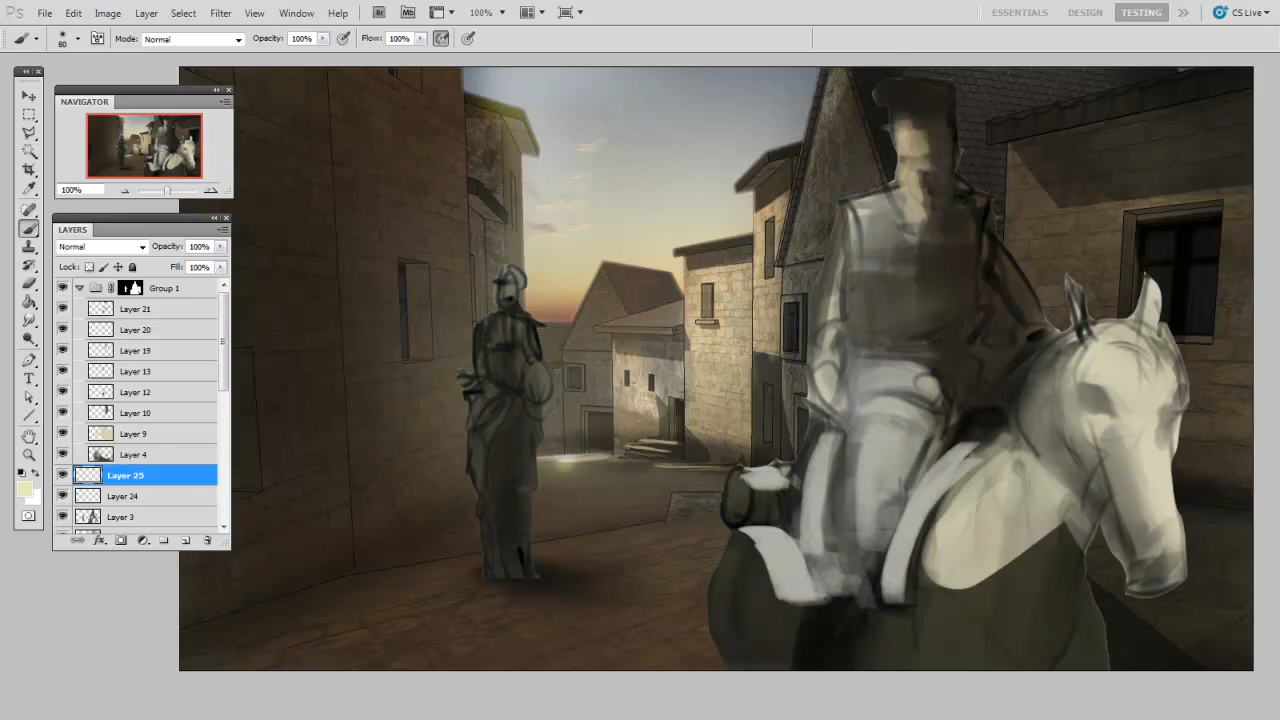 Ps File Edit Image Layer Select Filter View Window Help Br Mb 100% ESSENTIALS DESIGN TESTING CS Live
80 Mode: Normal Opacity: 100% Flow: 100%
NAVIGATOR
100%
LAYERS
Normal Opacity: 100%
Lock: Fill: 100%
Group 1
Layer 21
Layer 20
Layer 19
Layer 13
Layer 12
Layer 10
Layer 9
Layer 4
Layer 25
Layer 24
Layer 3